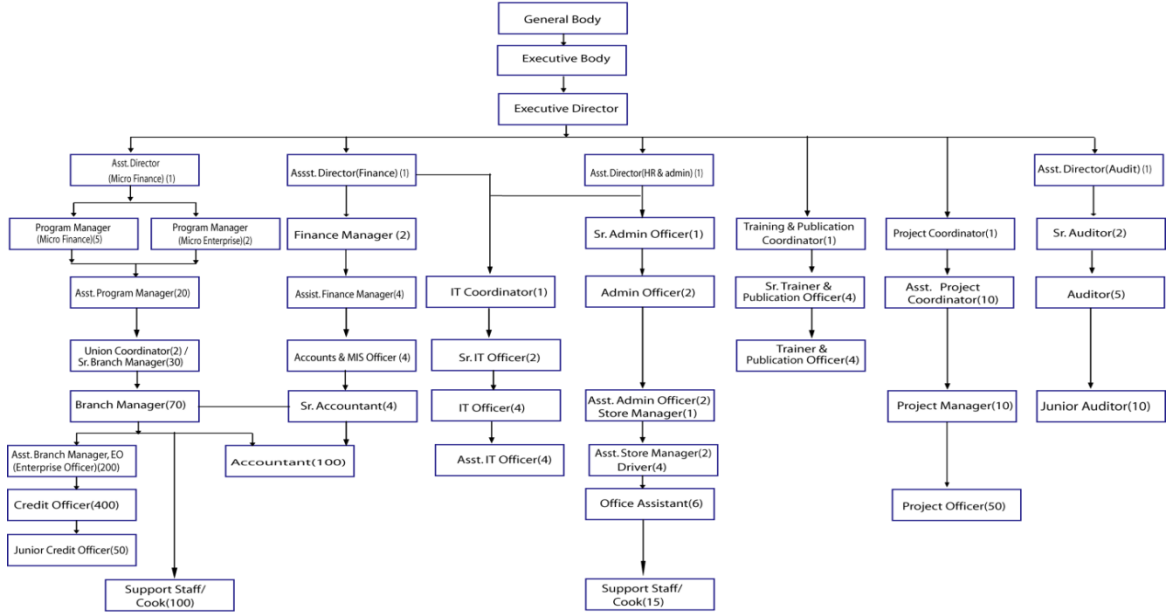 General Body
Executive Body
Executive Director
Asst. Director
(Micro Finance) (1)
Assst. Director(Finance) (1)
Asst. Director(HR & admin) (1)
Asst. Director(Audit) (1)
Program Manager
(Micro Finance)(5)
Program Manager
(Micro Enterprise)(2)
Finance Manager (2)
Sr. Admin Officer(1)
Training & Publication
Coordinator(1)
Project Coordinator(1)
Sr. Auditor(2)
Asst. Program Manager(20)
Assist. Finance Manager(4)
IT Coordinator(1)
Admin Officer(2)
Sr. Trainer &
Publication Officer(4)
Asst. Project
Coordinator(10)
Auditor(5)
Union Coordinator(2) /
Sr. Branch Manager(30)
Accounts & MIS Officer (4)
Sr. IT Officer(2)
Trainer &
Publication Officer(4)
Branch Manager(70)
Sr. Accountant(4)
IT Officer(4)
Asst. Admin Officer(2)
Store Manager(1)
Project Manager(10)
Junior Auditor(10)
Asst. Branch Manager, EO
(Enterprise Officer)(200)
Accountant(100)
Asst. IT Officer(4)
Asst. Store Manager(2)
Driver(4)
Credit Officer(400)
Office Assistant(6)
Project Officer(50)
Junior Credit Officer(50)
Support Staff/
Cook(100)
Support Staff/
Cook(15)